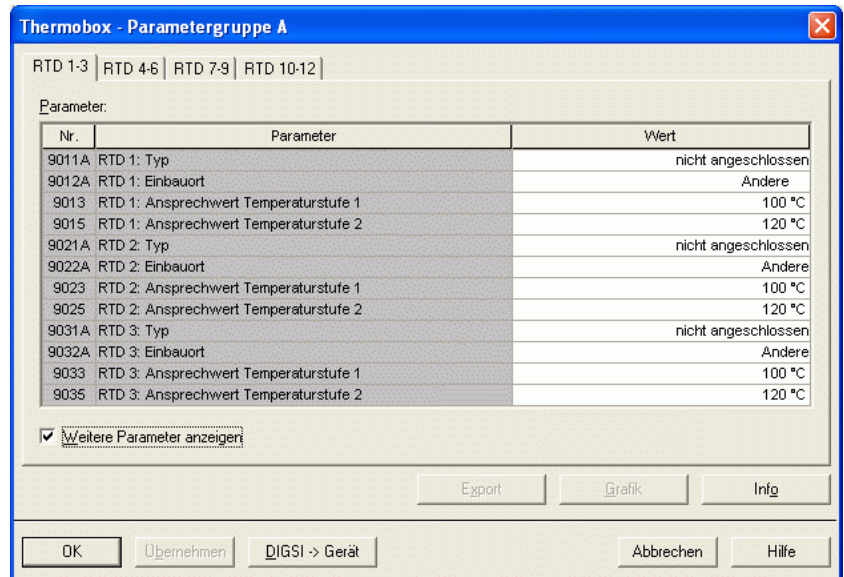 Thermobox - Parametergruppe A
RTD 1-3 RTD 4-6 RTD 7-9 RTD 10-12
Parameter:
Nr. Parameter Wert
9011A RTD 1: Typ nicht angeschlossen
9012A RTD 1: Einbauort Andere
9013 RTD 1: Ansprechwert Temperaturstufe 1 100 °C
9015 RTD 1: Ansprechwert Temperaturstufe 2 120 °C
9021A RTD 2: Typ nicht angeschlossen
9022A RTD 2: Einbauort Andere
9023 RTD 2: Ansprechwert Temperaturstufe 1 100 °C
9025 RTD 2: Ansprechwert Temperaturstufe 2 120 °C
9031A RTD 3: Typ nicht angeschlossen
9032A RTD 3: Einbauort Andere
9033 RTD 3: Ansprechwert Temperaturstufe 1 100 °C
9035 RTD 3: Ansprechwert Temperaturstufe 2 120 °C
Weitere Parameter anzeigen
Export Grafik Info
OK Übernehmen DIGSI -> Gerät Abbrechen Hilfe